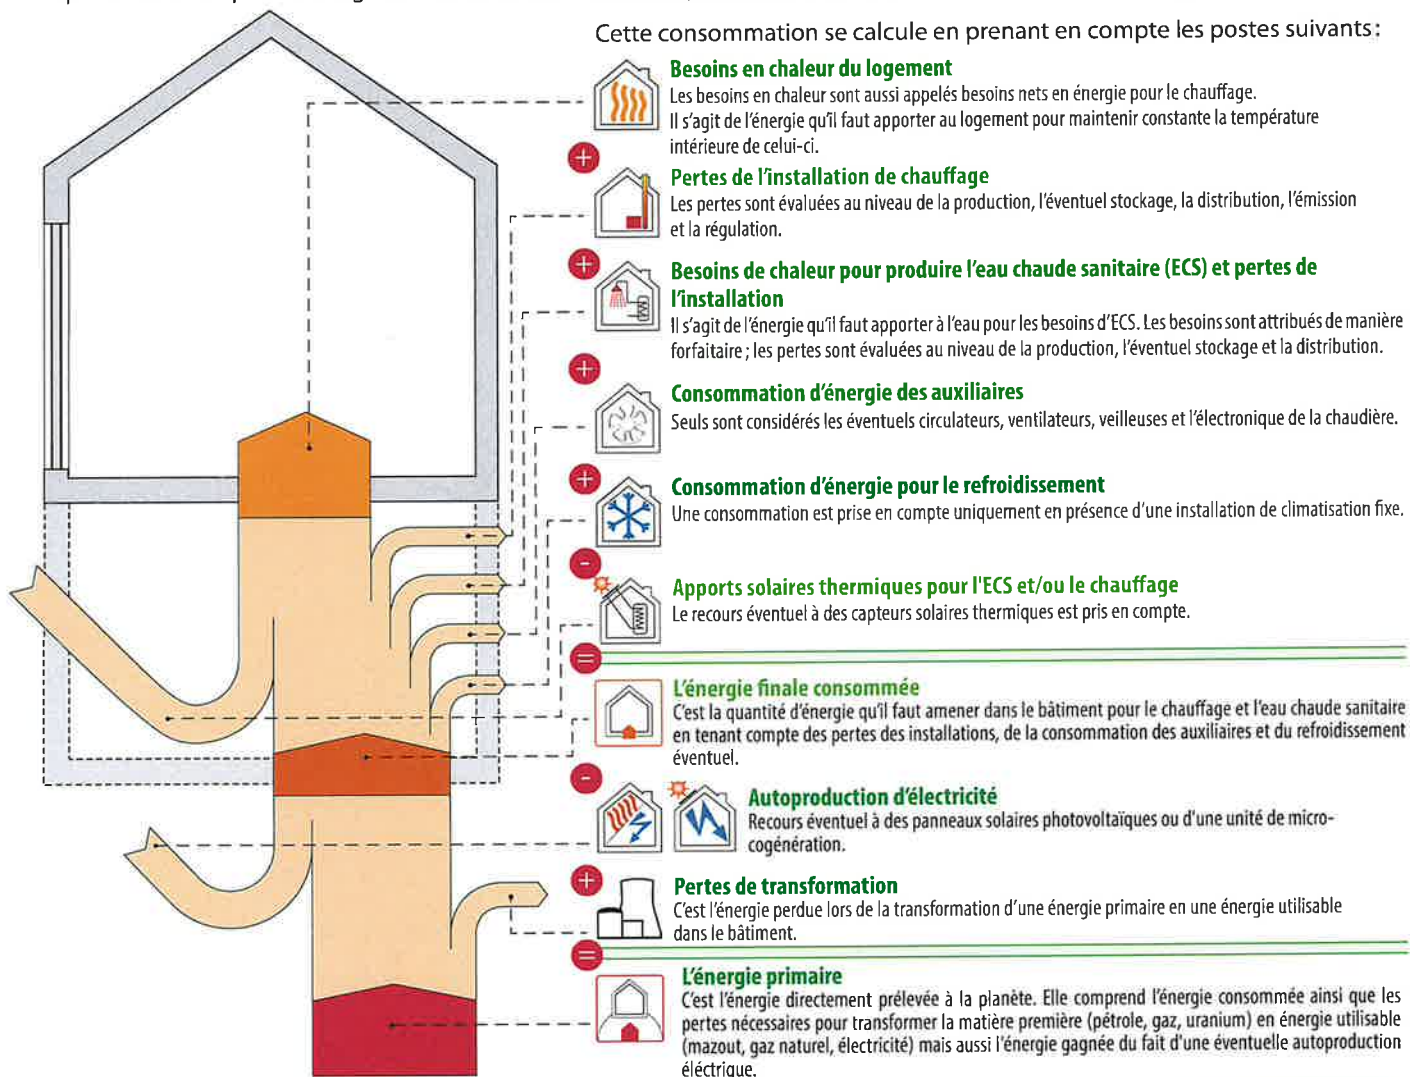 Cette consommation se calcule en prenant en compte les postes suivants:
Besoins en chaleur du logement
Les besoins en chaleur sont aussi appelés besoins nets en énergie pour le chauffage.
Il s'agit de l'énergie qu'il faut apporter au logement pour maintenir constante la température
intérieure de celui-ci.
+
Pertes de l'installation de chauffage
Les pertes sont évaluées au niveau de la production, l'éventuel stockage, la distribution, l'émission
et la régulation.
+
Besoins de chaleur pour produire l'eau chaude sanitaire (ECS) et pertes de
l'installation
Il s'agit de l'énergie qu'il faut apporter à l'eau pour les besoins d'ECS. Les besoins sont attribués de manière
forfaitaire ; les pertes sont évaluées au niveau de la production, l'éventuel stockage et la distribution.
+
Consommation d'énergie des auxiliaires
Seuls sont considérés les éventuels circulateurs, ventilateurs, veilleuses et l'électronique de la chaudière.
+
Consommation d'énergie pour le refroidissement
Une consommation est prise en compte uniquement en présence d'une installation de climatisation fixe.
-
Apports solaires thermiques pour l'ECS et/ou le chauffage
Le recours éventuel à des capteurs solaires thermiques est pris en compte.
=
L'énergie finale consommée
C'est la quantité d'énergie qu'il faut amener dans le bâtiment pour le chauffage et l'eau chaude sanitaire
en tenant compte des pertes des installations, de la consommation des auxiliaires et du refroidissement
éventuel.
-
Autoproduction d'électricité
Recours éventuel à des panneaux solaires photovoltaïques ou d'une unité de micro-
cogénération.
+
Pertes de transformation
C'est l'énergie perdue lors de la transformation d'une énergie primaire en une énergie utilisable
dans le bâtiment.
=
L'énergie primaire
C'est l'énergie directement prélevée à la planète. Elle comprend l'énergie consommée ainsi que les
pertes nécessaires pour transformer la matière première (pétrole, gaz, uranium) en énergie utilisable
(mazout, gaz naturel, électricité) mais aussi l'énergie gagnée du fait d'une éventuelle autoproduction
éléctrique.